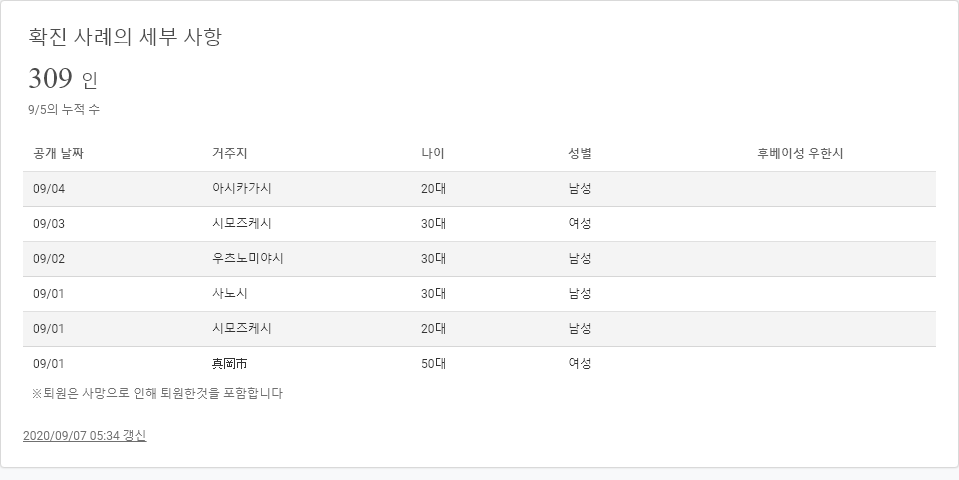 확진 사례의 세부 사항
309 인
9/5의 누적 수
공개 날짜 거주지 나이 성별 후베이성 우한시
09/04 아시카가시 20대 남성
09/03 시모즈케시 30대 여성
09/02 우츠노미야시 30대 남성
09/01 사노시 30대 남성
09/01 시모즈케시 20대 남성
09/01 真岡市 50대 여성
※퇴원은 사망으로 인해 퇴원한것을 포함합니다
2020/09/07 05:34 갱신